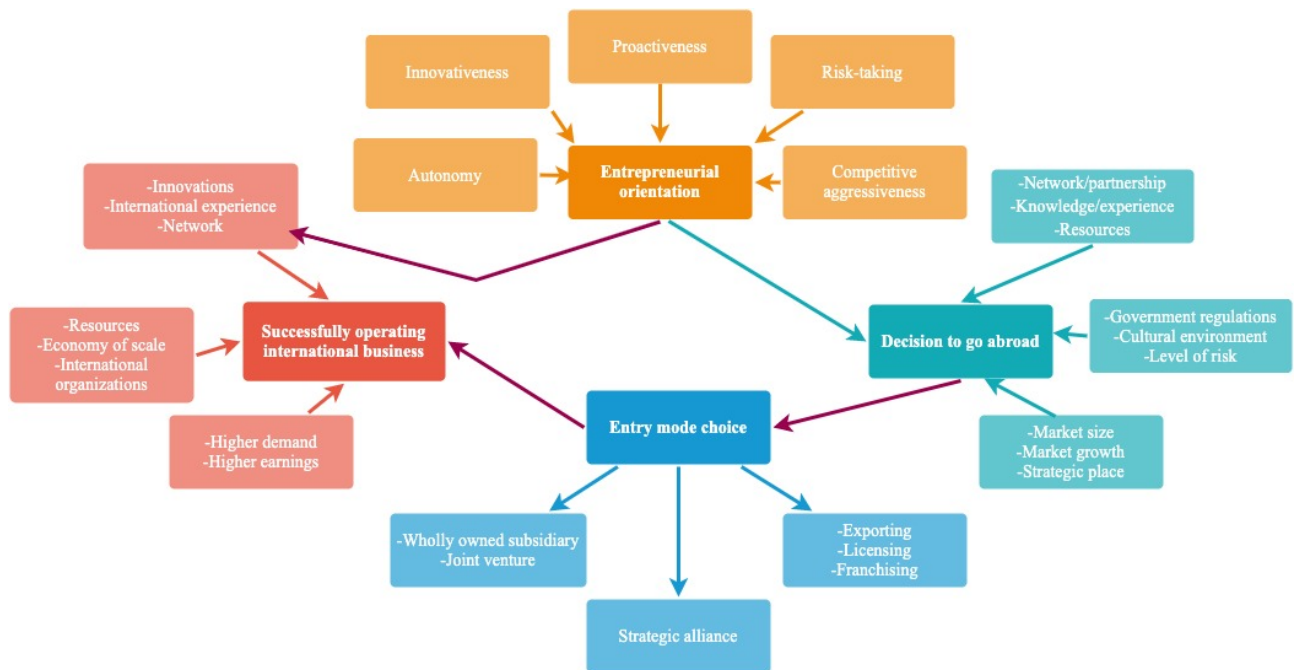 Proactiveness
Innovativeness
Risk-taking
Autonomy
Entrepreneurial
orientation
Competitive
aggressiveness
-Innovations
-International experience
-Network
-Network/partnership
-Knowledge/experience
-Resources
-Resources
-Economy of scale
-International
organizations
Successfully operating
international business
Decision to go abroad
-Government regulations
-Cultural environment
-Level of risk
-Higher demand
-Higher earnings
Entry mode choice
-Market size
-Market growth
-Strategic place
-Wholly owned subsidiary
-Joint venture
-Exporting
-Licensing
-Franchising
Strategic alliance